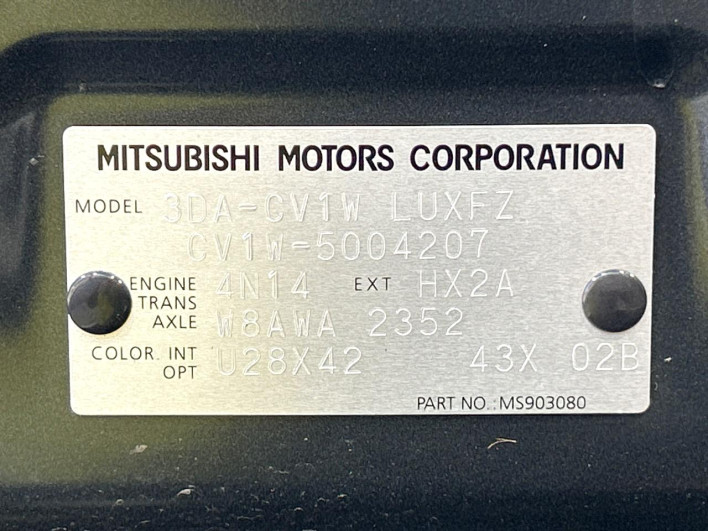 MITSUBISHI MOTORS CORPORATION
MODEL 3DA-CV1W LUXFZ
CV1W-5004207
ENGINE 4N14 EXT HX2A
TRANS
AXLE W8AWA 2352
COLOR. INT U28X42 43X 02B
OPT
PART NO.: MS903080